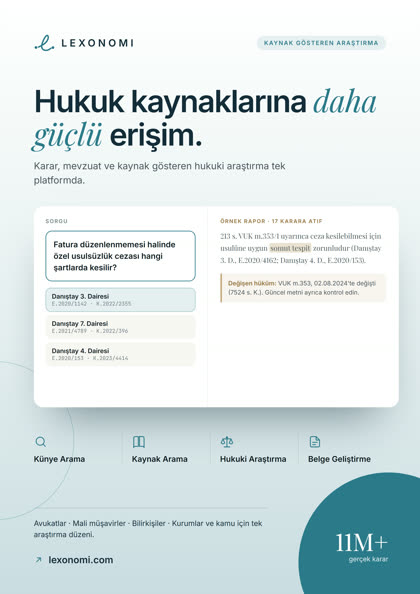 LEXONOMI
KAYNAK GÖSTEREN ARAŞTIRMA
Hukuk kaynaklarına daha
güçlü erişim.
Karar, mevzuat ve kaynak gösteren hukuki araştırma tek
platformda.
SORGU
Fatura düzenlenmemesi halinde
özel usulsüzlük cezası hangi
şartlarda kesilir?
Danıştay 3. Dairesi
E.2020/1142 · K.2022/2355
Danıştay 7. Dairesi
E.2021/4789 · K.2022/396
Danıştay 4. Dairesi
E.2020/153 · K.2023/4414
ÖRNEK RAPOR · 17 KARARA ATIF
213 s. VUK m.353/1 uyarınca ceza kesilebilmesi için
usulüne uygun somut tespit zorunludur (Danıştay
3. D., E.2020/4162; Danıştay 4. D., E.2020/153).
Değişen hüküm: VUK m.353, 02.08.2024'te değişti
(7524 s. K.). Güncel metni ayrıca kontrol edin.
Künye Arama
Kaynak Arama
Hukuki Araştırma
Belge Geliştirme
Avukatlar · Mali müşavirler · Bilirkişiler · Kurumlar ve kamu için tek
araştırma düzeni.
lexonomi.com
11M+
gerçek karar